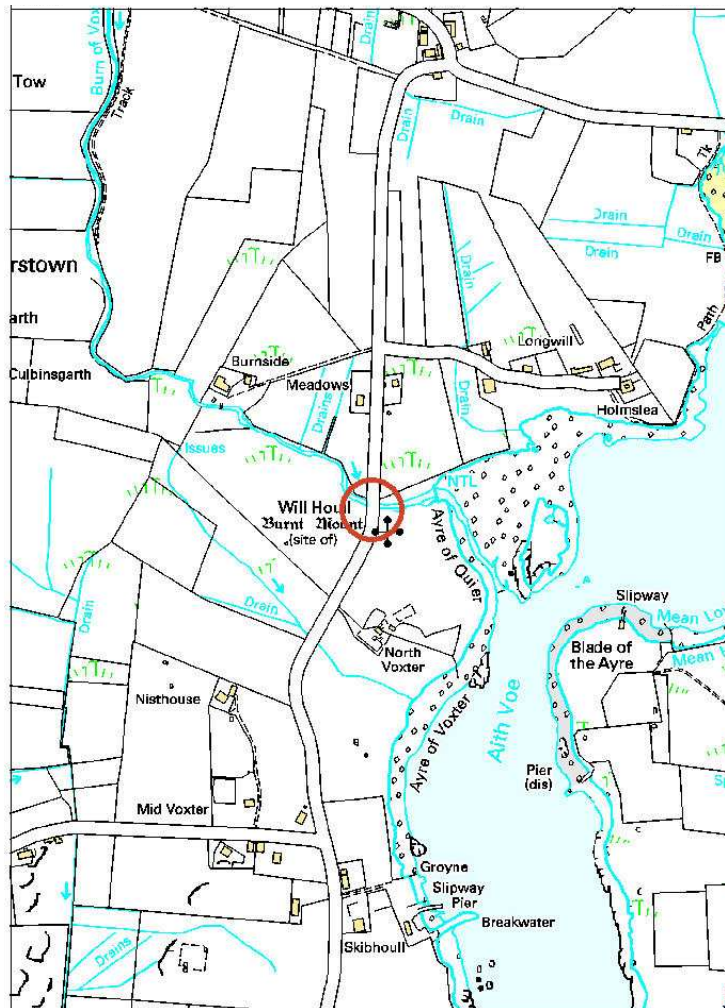 Burn of Vox
Tow
Track
Drain
Drain
Drain
Tk
Drain
Drain
Drain
FB
rstown
arth
Path
Longwill
Burnside
Culbinsgarth
Meadows
Drains
Drain
Holmslea
Issues
NTL
Will Houll
Burnt Mount
(site of)
Ayre of Quiler
Slipway
Mean Lo
Drain
Drain
North
Voxter
Blade of
the Ayre
Mean
Nisthouse
Ayre of Voxter
Aith Voe
Pier
(dis)
Mid Voxter
Groyne
Slipway
Pier
Breakwater
Skibhoull
Drains